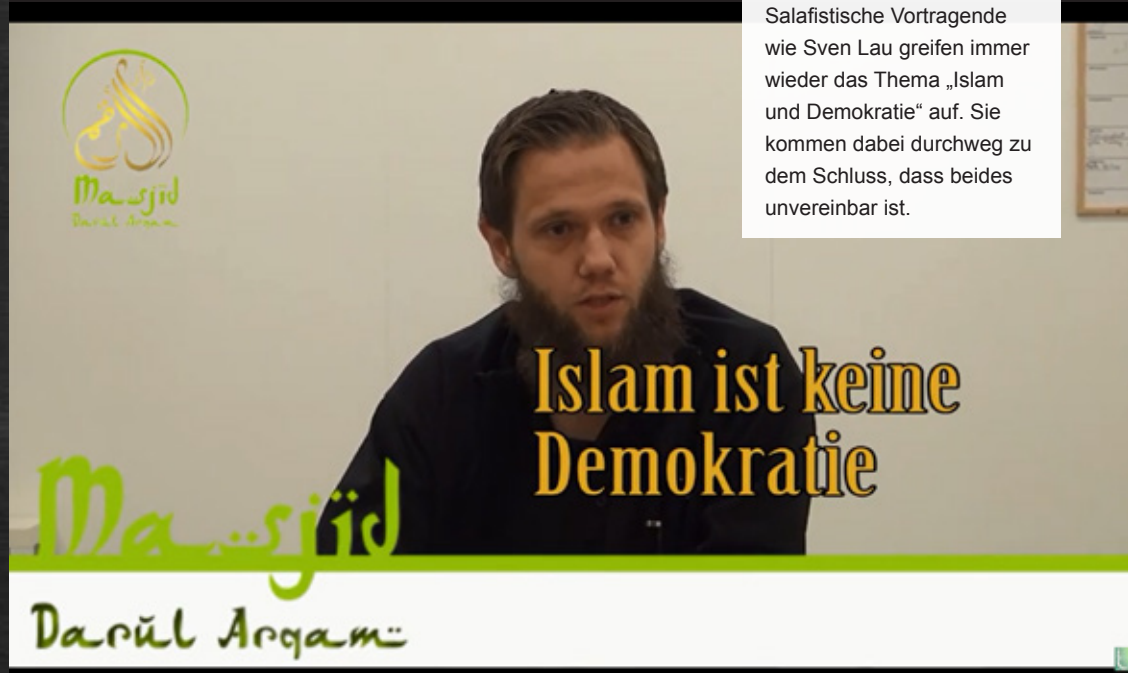 Salafistische Vortragende
wie Sven Lau greifen immer
wieder das Thema „Islam
und Demokratie“ auf. Sie
kommen dabei durchweg zu
dem Schluss, dass beides
unvereinbar ist.
Masjid
Darul Arqam
Islam ist keine
Demokratie
Masjid
Darŭl Arqam